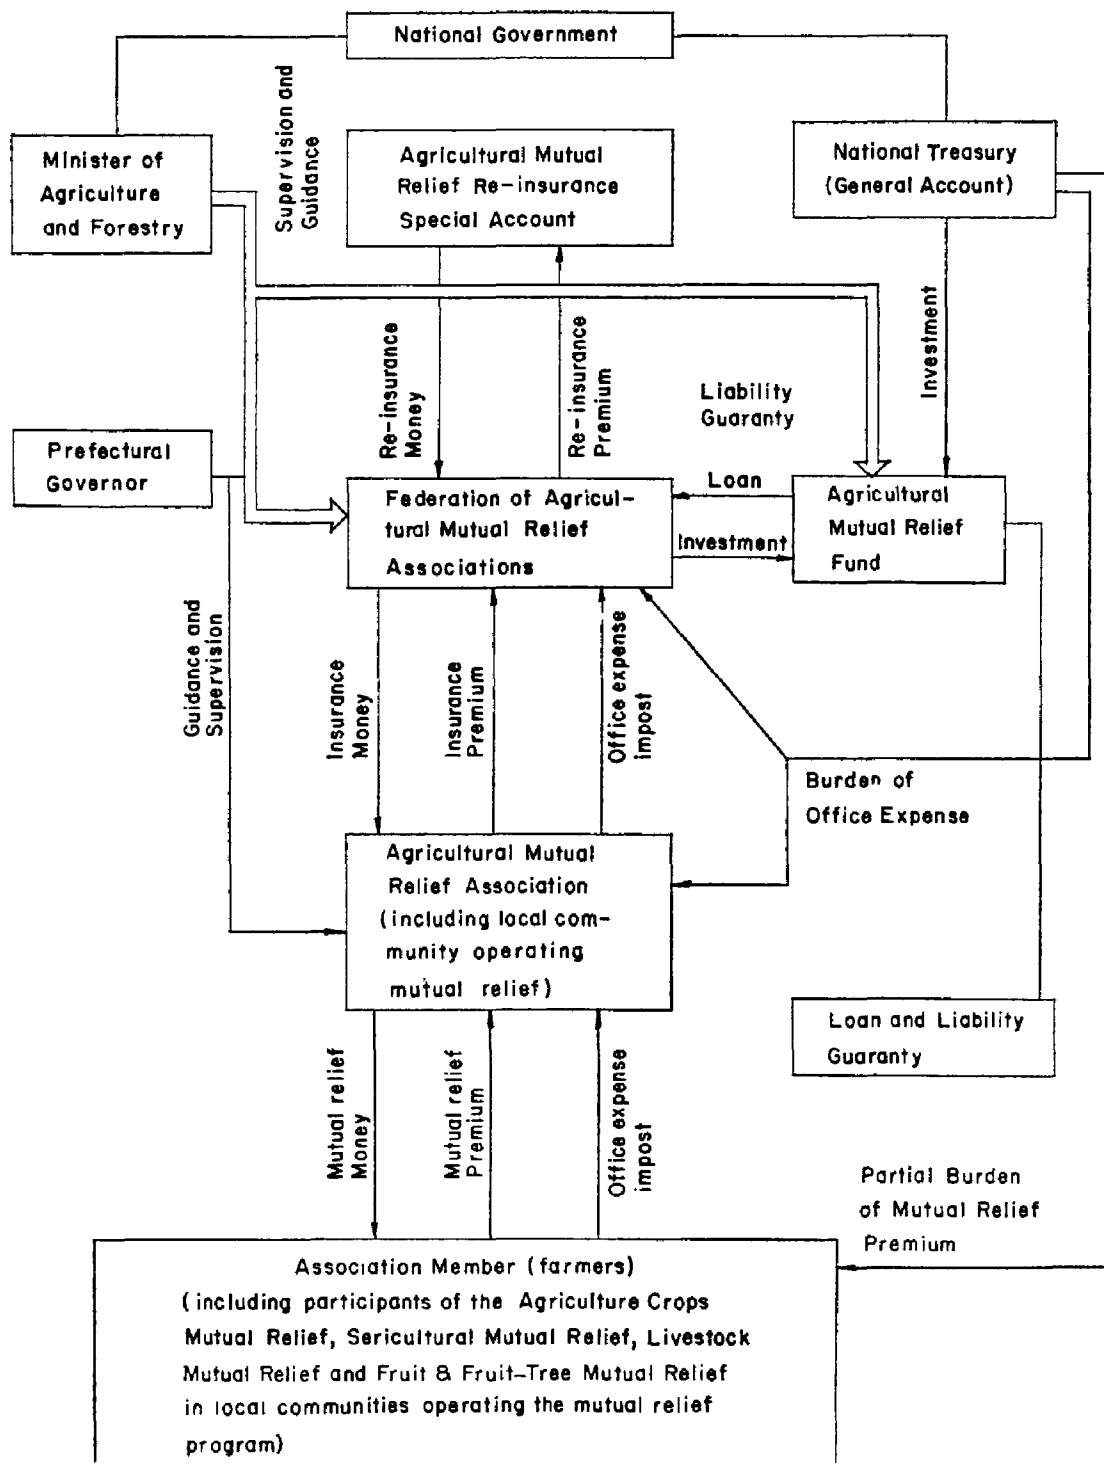 National Government
Supervision and
Guidance
Minister of
Agriculture
and Forestry
Agricultural Mutual
Relief Re-insurance
Special Account
National Treasury
(General Account)
Re-insurance
Money
Re-insurance
Premium
Investment
Liability
Guaranty
Prefectural
Governor
Federation of Agricul-
tural Mutual Relief
Associations
Loan
Investment
Agricultural
Mutual Relief
Fund
Guidance and
Supervision
Insurance
Money
Insurance
Premium
Office expense
impost
Burden of
Office Expense
Agricultural Mutual
Relief Association
(including local com-
munity operating
mutual relief)
Loan and Liability
Guaranty
Mutual relief
Money
Mutual relief
Premium
Office expense
impost
Partial Burden
of Mutual Relief
Premium
Association Member (farmers)
(including participants of the Agriculture Crops
Mutual Relief, Sericultural Mutual Relief, Livestock
Mutual Relief and Fruit & Fruit-Tree Mutual Relief
in local communities operating the mutual relief
program)